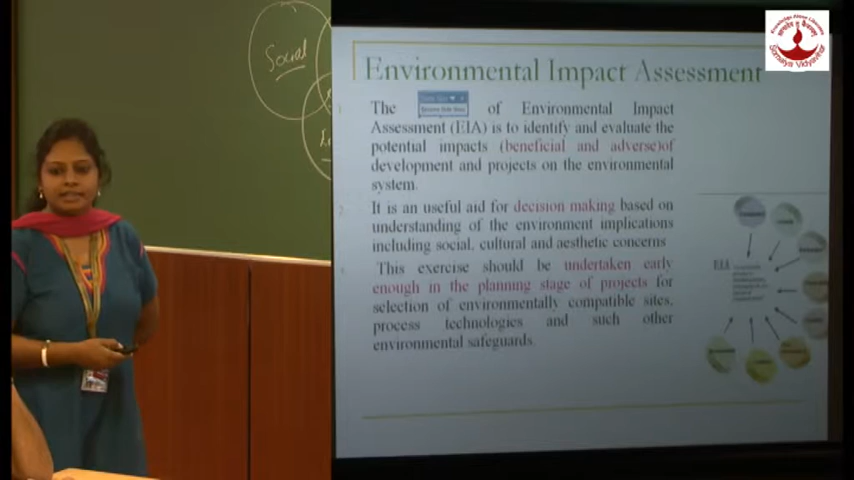 Social
Environmental Impact Assessment
1. The of Environmental Impact
Assessment (EIA) is to identify and evaluate the
potential impacts (beneficial and adverse)of
development and projects on the environmental
system.
2. It is an useful aid for decision making based on
understanding of the environment implications
including social, cultural and aesthetic concerns
This exercise should be undertaken early
enough in the planning stage of projects for
selection of environmentally compatible sites,
process technologies and such other
environmental safeguards.
EIA
Somaiya Vidyavihar